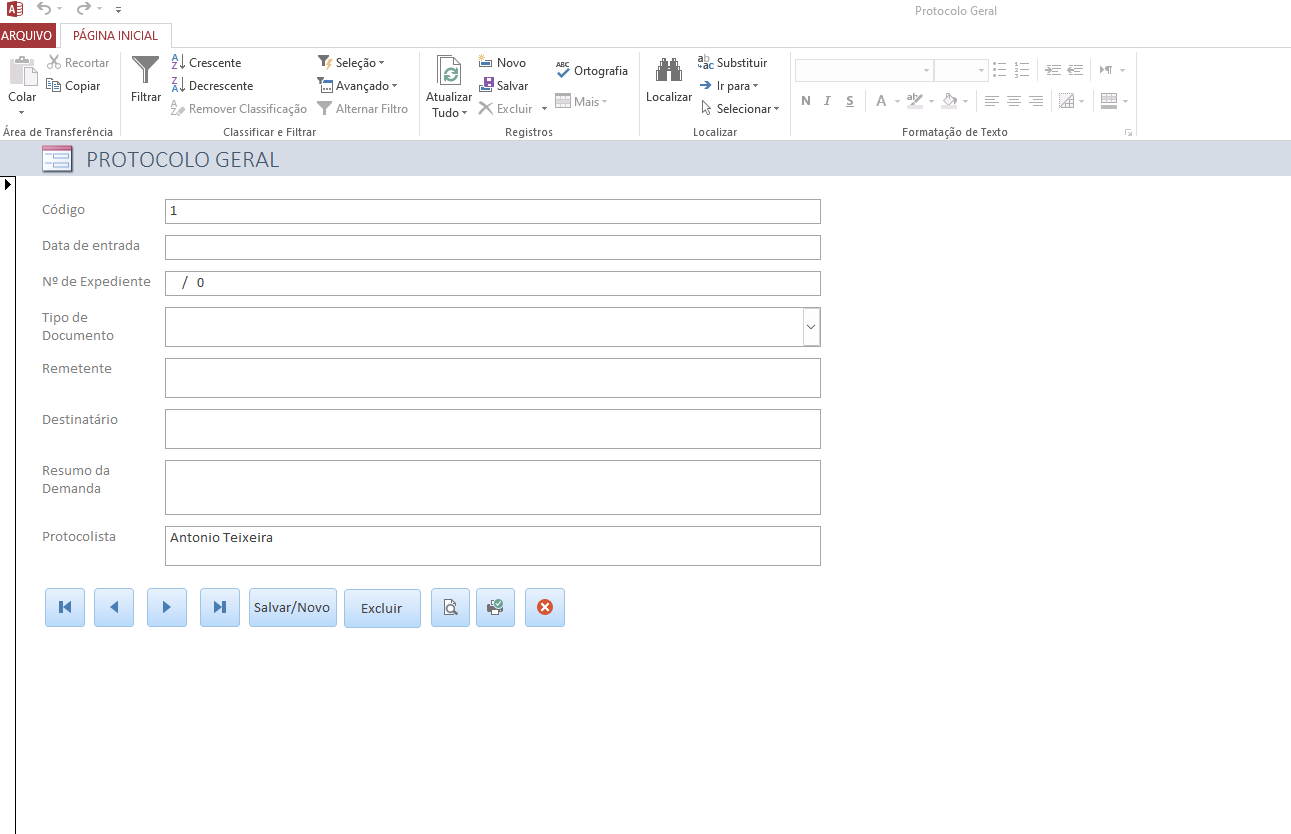 Protocolo Geral
ARQUIVO
PÁGINA INICIAL
Colar
Recortar
Copiar
Área de Transferência
Filtrar
Crescente
Decrescente
Remover Classificação
Seleção
Avançado
Alternar Filtro
Classificar e Filtrar
Atualizar
Tudo
Novo
Salvar
Excluir
ABC Ortografia
Mais
Registros
Localizar
Substituir
Ir para
Selecionar
Localizar
N I S A
Formatação de Texto
PROTOCOLO GERAL
Código
1
Data de entrada
Nº de Expediente
/ 0
Tipo de
Documento
Remetente
Destinatário
Resumo da
Demanda
Protocolista
Antonio Teixeira
Salvar/Novo
Excluir